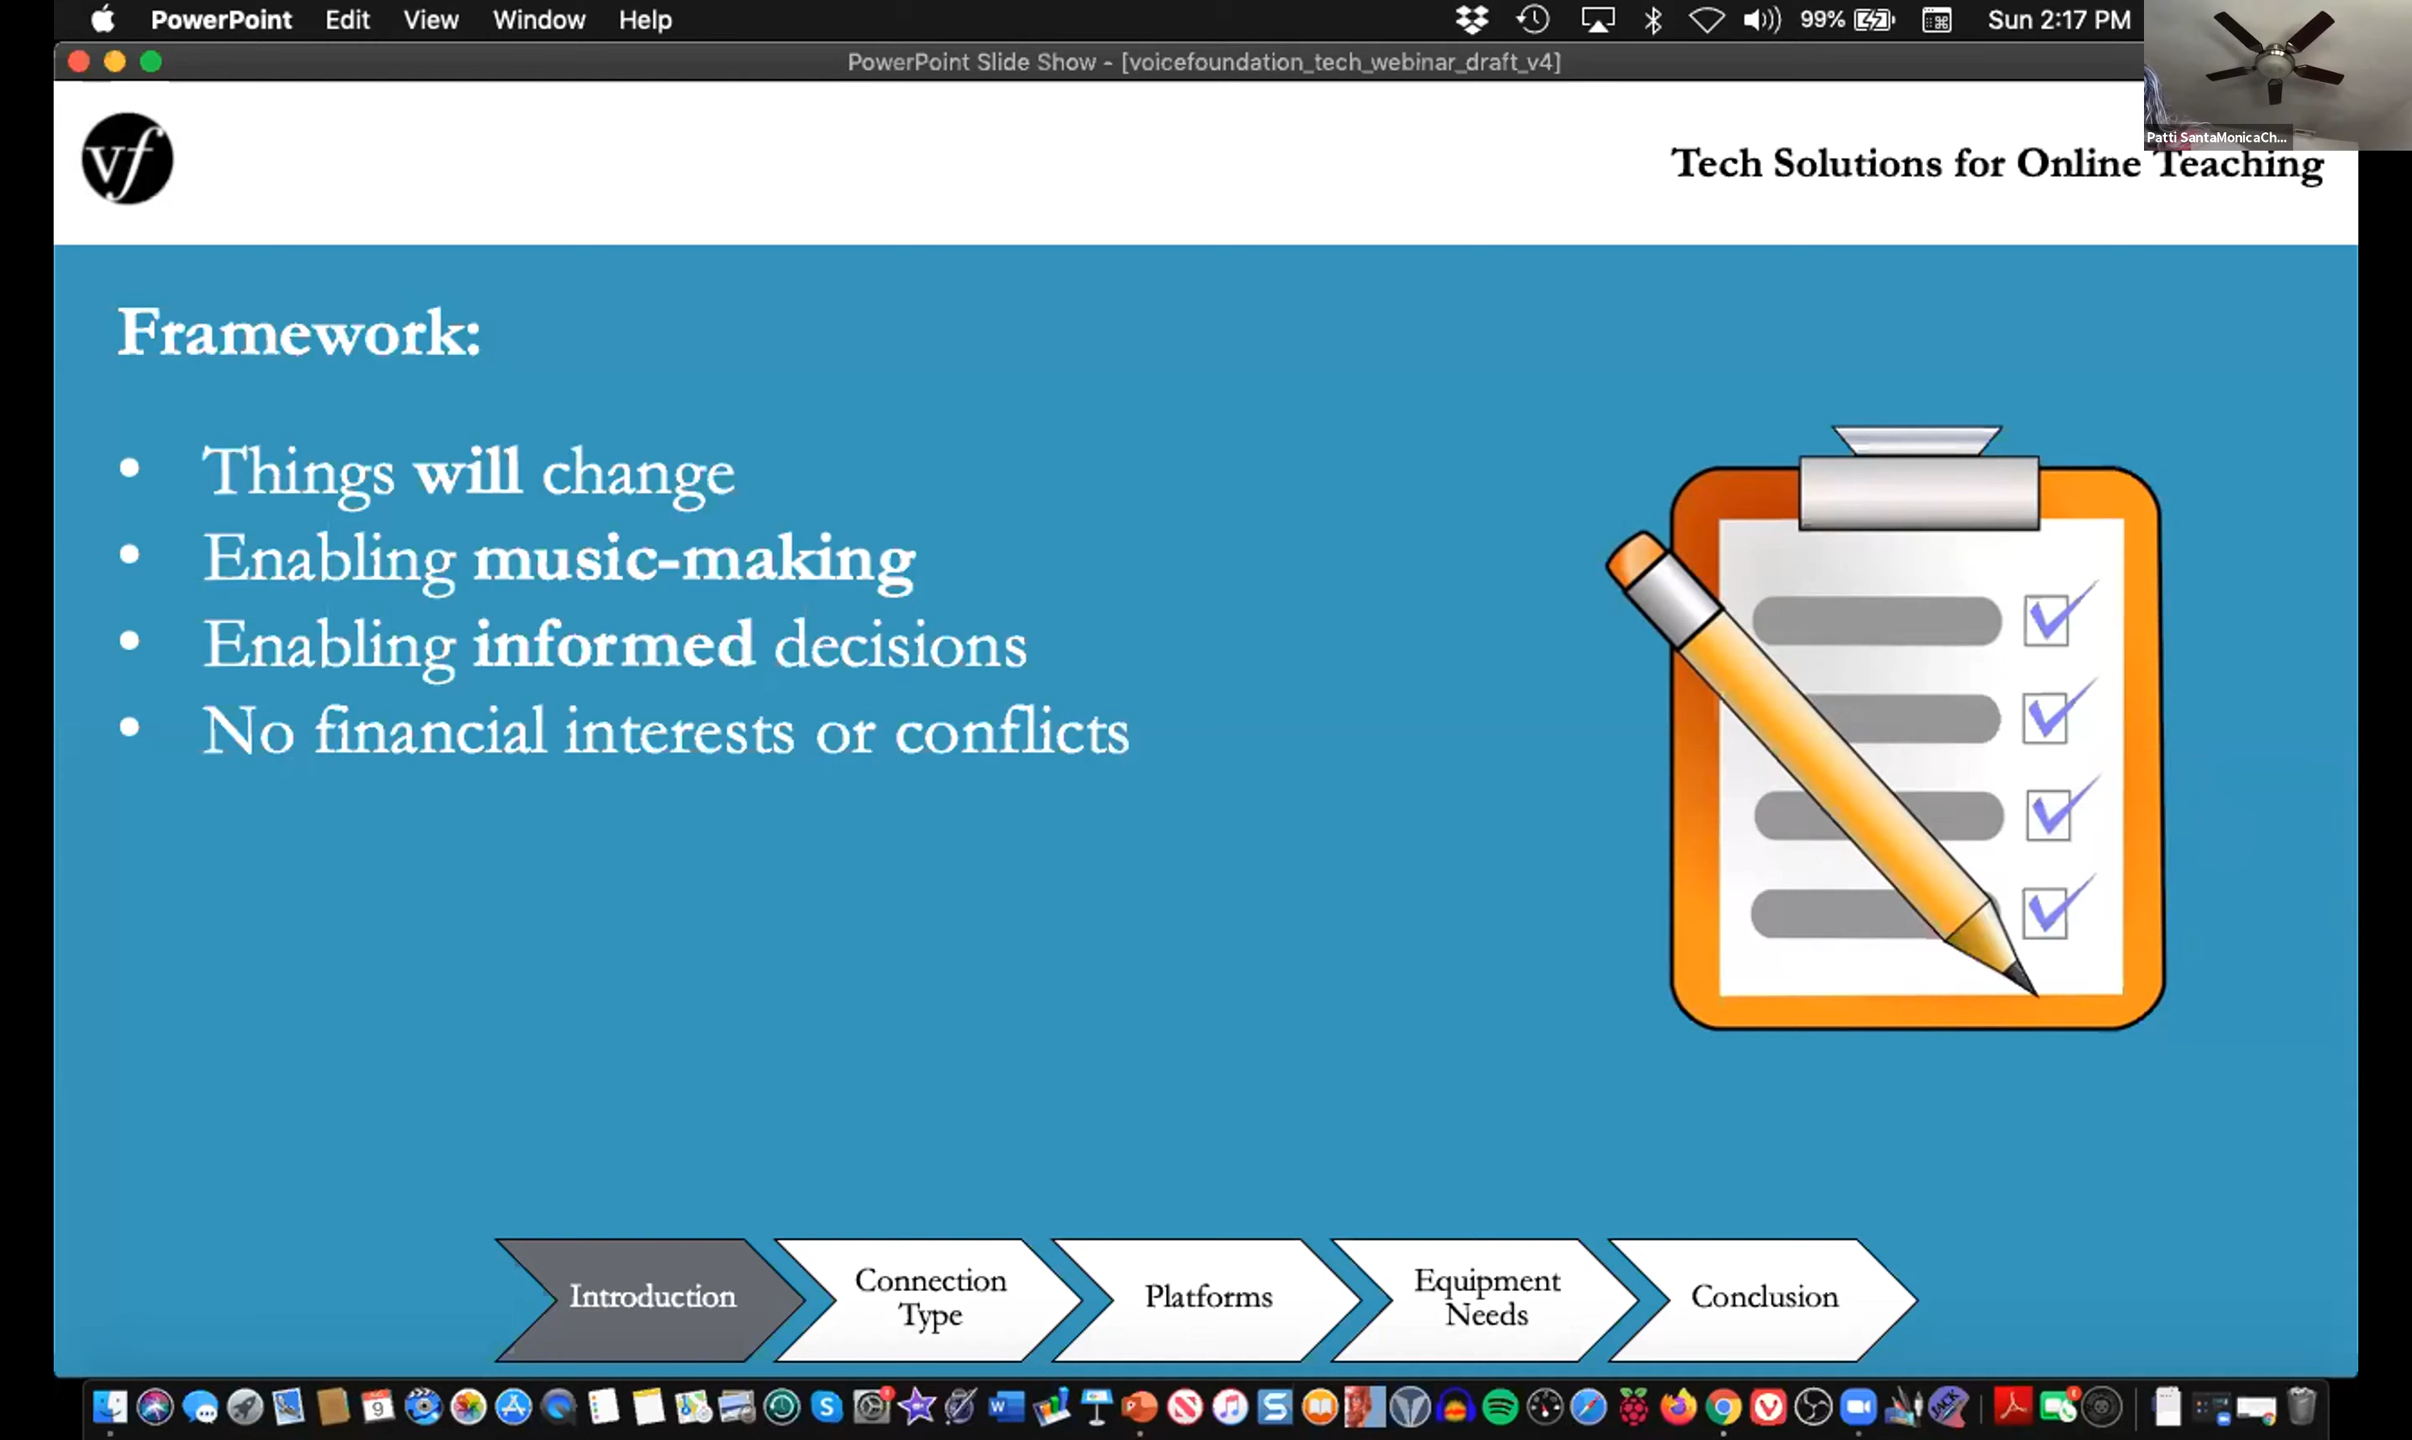 PowerPoint Edit View Window Help 99% Sun 2:17 PM
PowerPoint Slide Show - [voicefoundation_tech_webinar_draft_v4]
Patti SantaMonicaCh...
vf
Tech Solutions for Online Teaching
Framework:
• Things will change
• Enabling music-making
• Enabling informed decisions
• No financial interests or conflicts
Introduction
Connection
Type
Platforms
Equipment
Needs
Conclusion
9
JACK